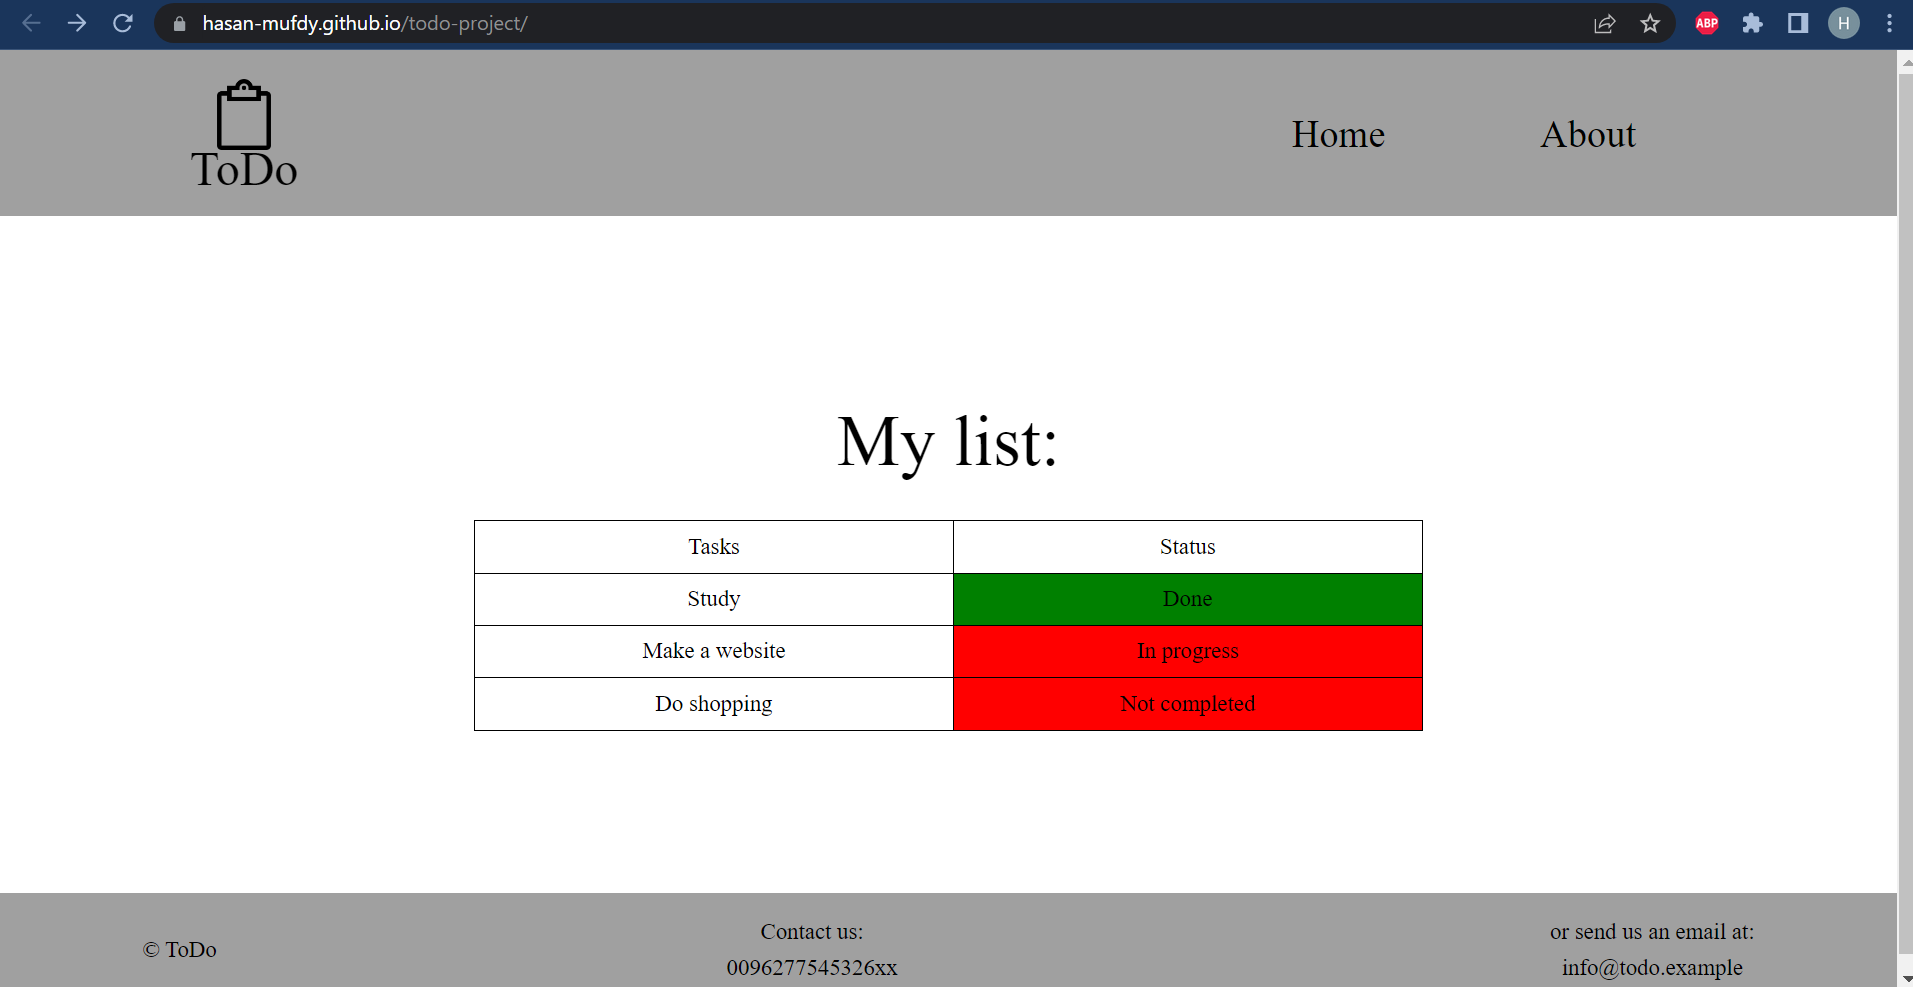 hasan-mufdy.github.io/todo-project/
ABP
H
ToDo
Home About
My list:
Tasks Status
Study Done
Make a website In progress
Do shopping Not completed
© ToDo
Contact us:
0096277545326xx
or send us an email at:
info@todo.example